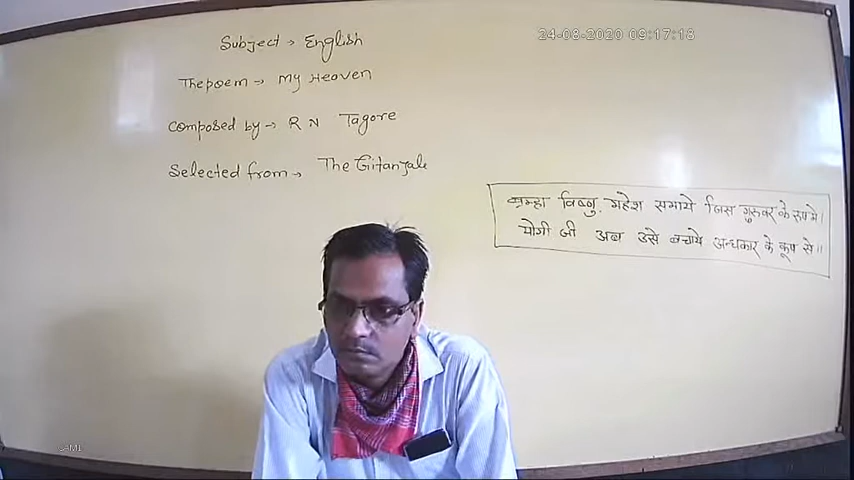 Subject → English
24-08-2020 09:17:18
The poem → My Heaven
Composed by → R N Tagore
Selected from → The Gitanjali
ब्रम्हा विष्णु, महेश समाये जिस गुरुवर के रूप मे।
योगी जी अब उसे बचाये अन्धकार के कूप से॥